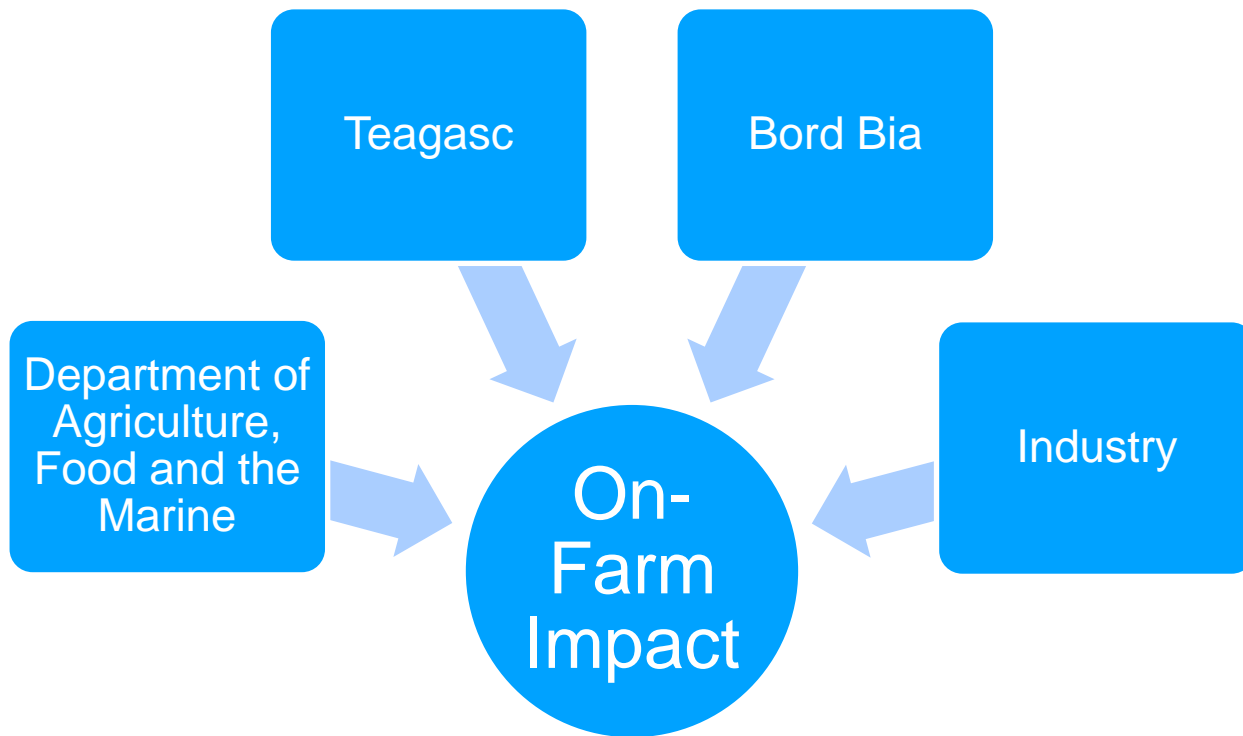 Teagasc
Bord Bia
Department of
Agriculture,
Food and the
Marine
Industry
On-
Farm
Impact